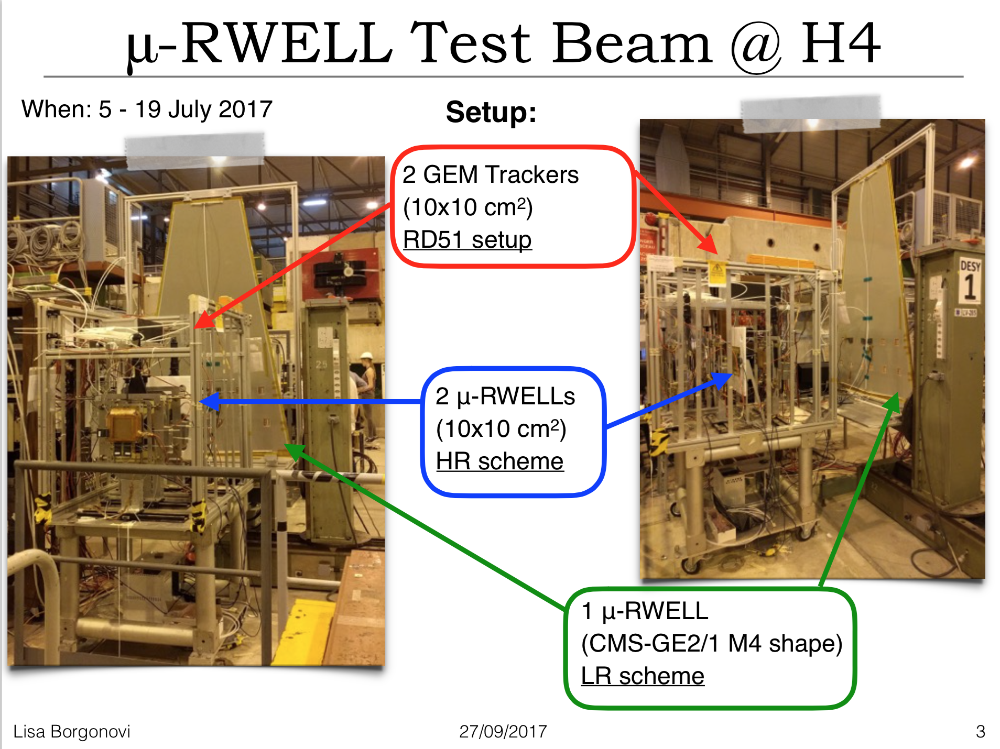 µ-RWELL Test Beam @ H4
When: 5 - 19 July 2017
Setup:
2 GEM Trackers
(10x10 cm²)
RD51 setup
2 µ-RWELLs
(10x10 cm²)
HR scheme
1 µ-RWELL
(CMS-GE2/1 M4 shape)
LR scheme
25
DESY
1
Lisa Borgonovi
27/09/2017
3